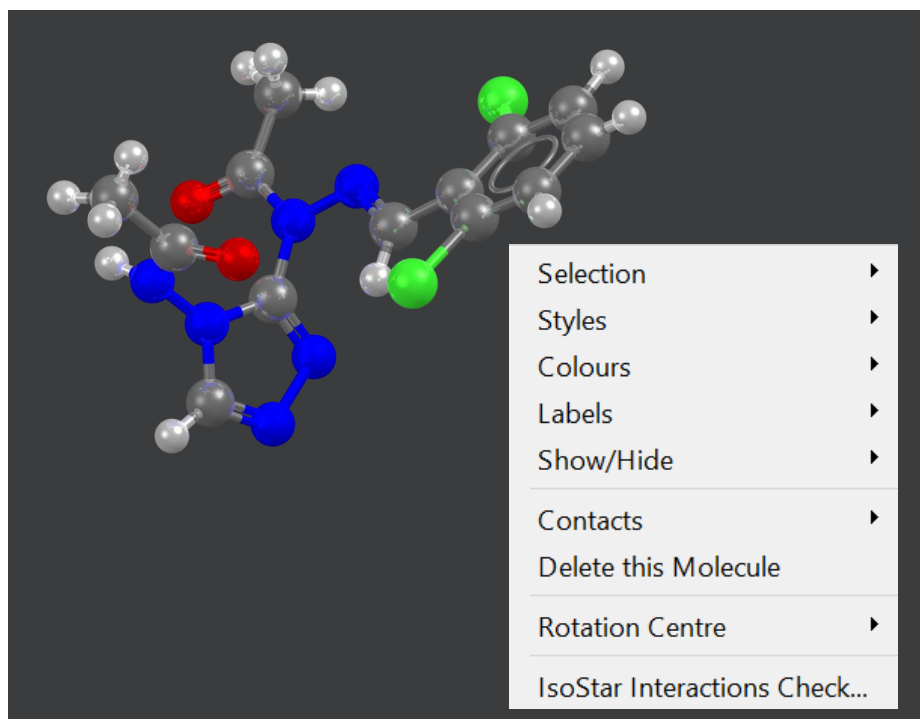 Selection
Styles
Colours
Labels
Show/Hide
Contacts
Delete this Molecule
Rotation Centre
IsoStar Interactions Check...